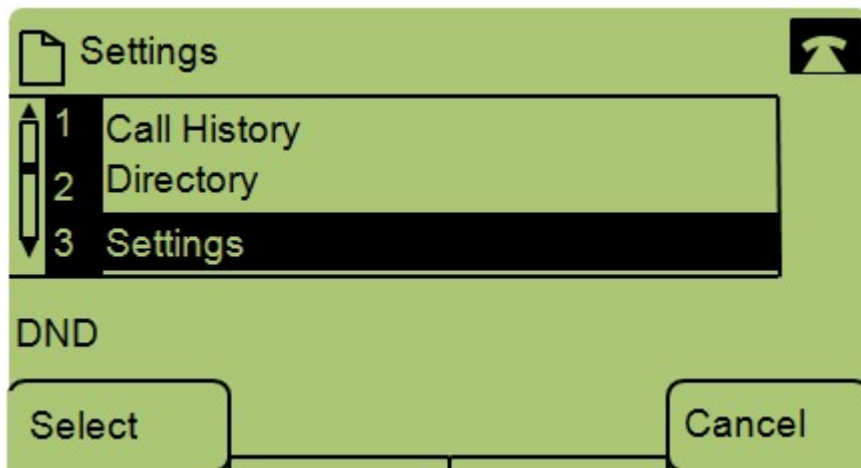 Settings
1 Call History
2 Directory
3 Settings
DND
Select Cancel